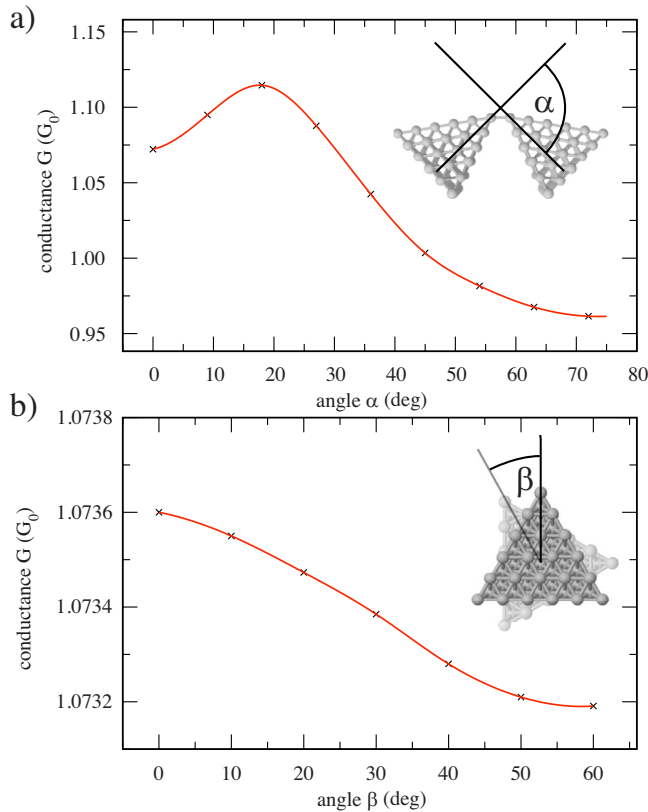 a)
1.15
1.10
1.05
1.00
0.95
conductance G (G0)
α
0 10 20 30 40 50 60 70 80
angle α (deg)
b)
1.0738
1.0736
1.0734
1.0732
conductance G (G0)
β
0 10 20 30 40 50 60
angle β (deg)